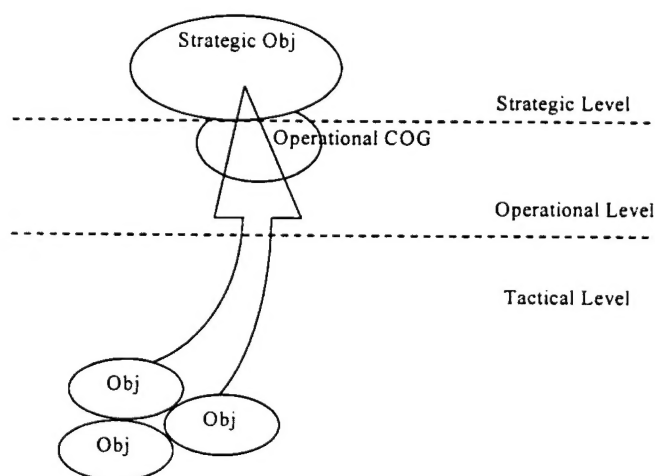 Strategic Obj
Strategic Level
Operational COG
Operational Level
Tactical Level
Obj
Obj
Obj